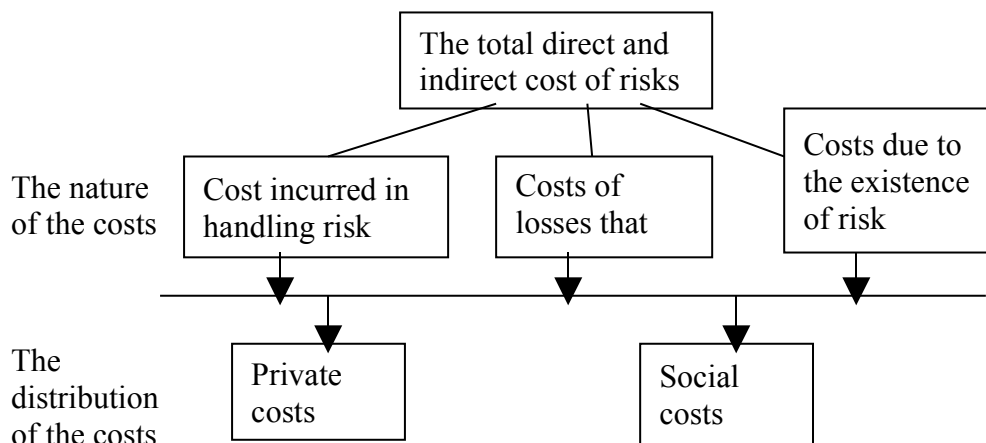 The total direct and
indirect cost of risks
Costs due to
the existence
of risk
The nature
of the costs
Cost incurred in
handling risk
Costs of
losses that
The
distribution
of the costs
Private
costs
Social
costs